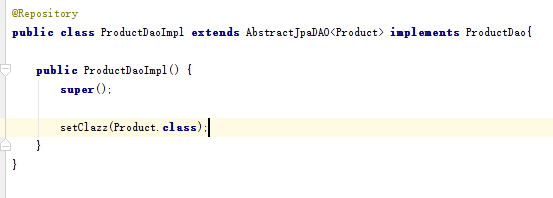 @Repository
public class ProductDaoImpl extends AbstractJpaDAO<Product> implements ProductDao{
public ProductDaoImpl() {
super();
setClazz(Product.class);
}
}